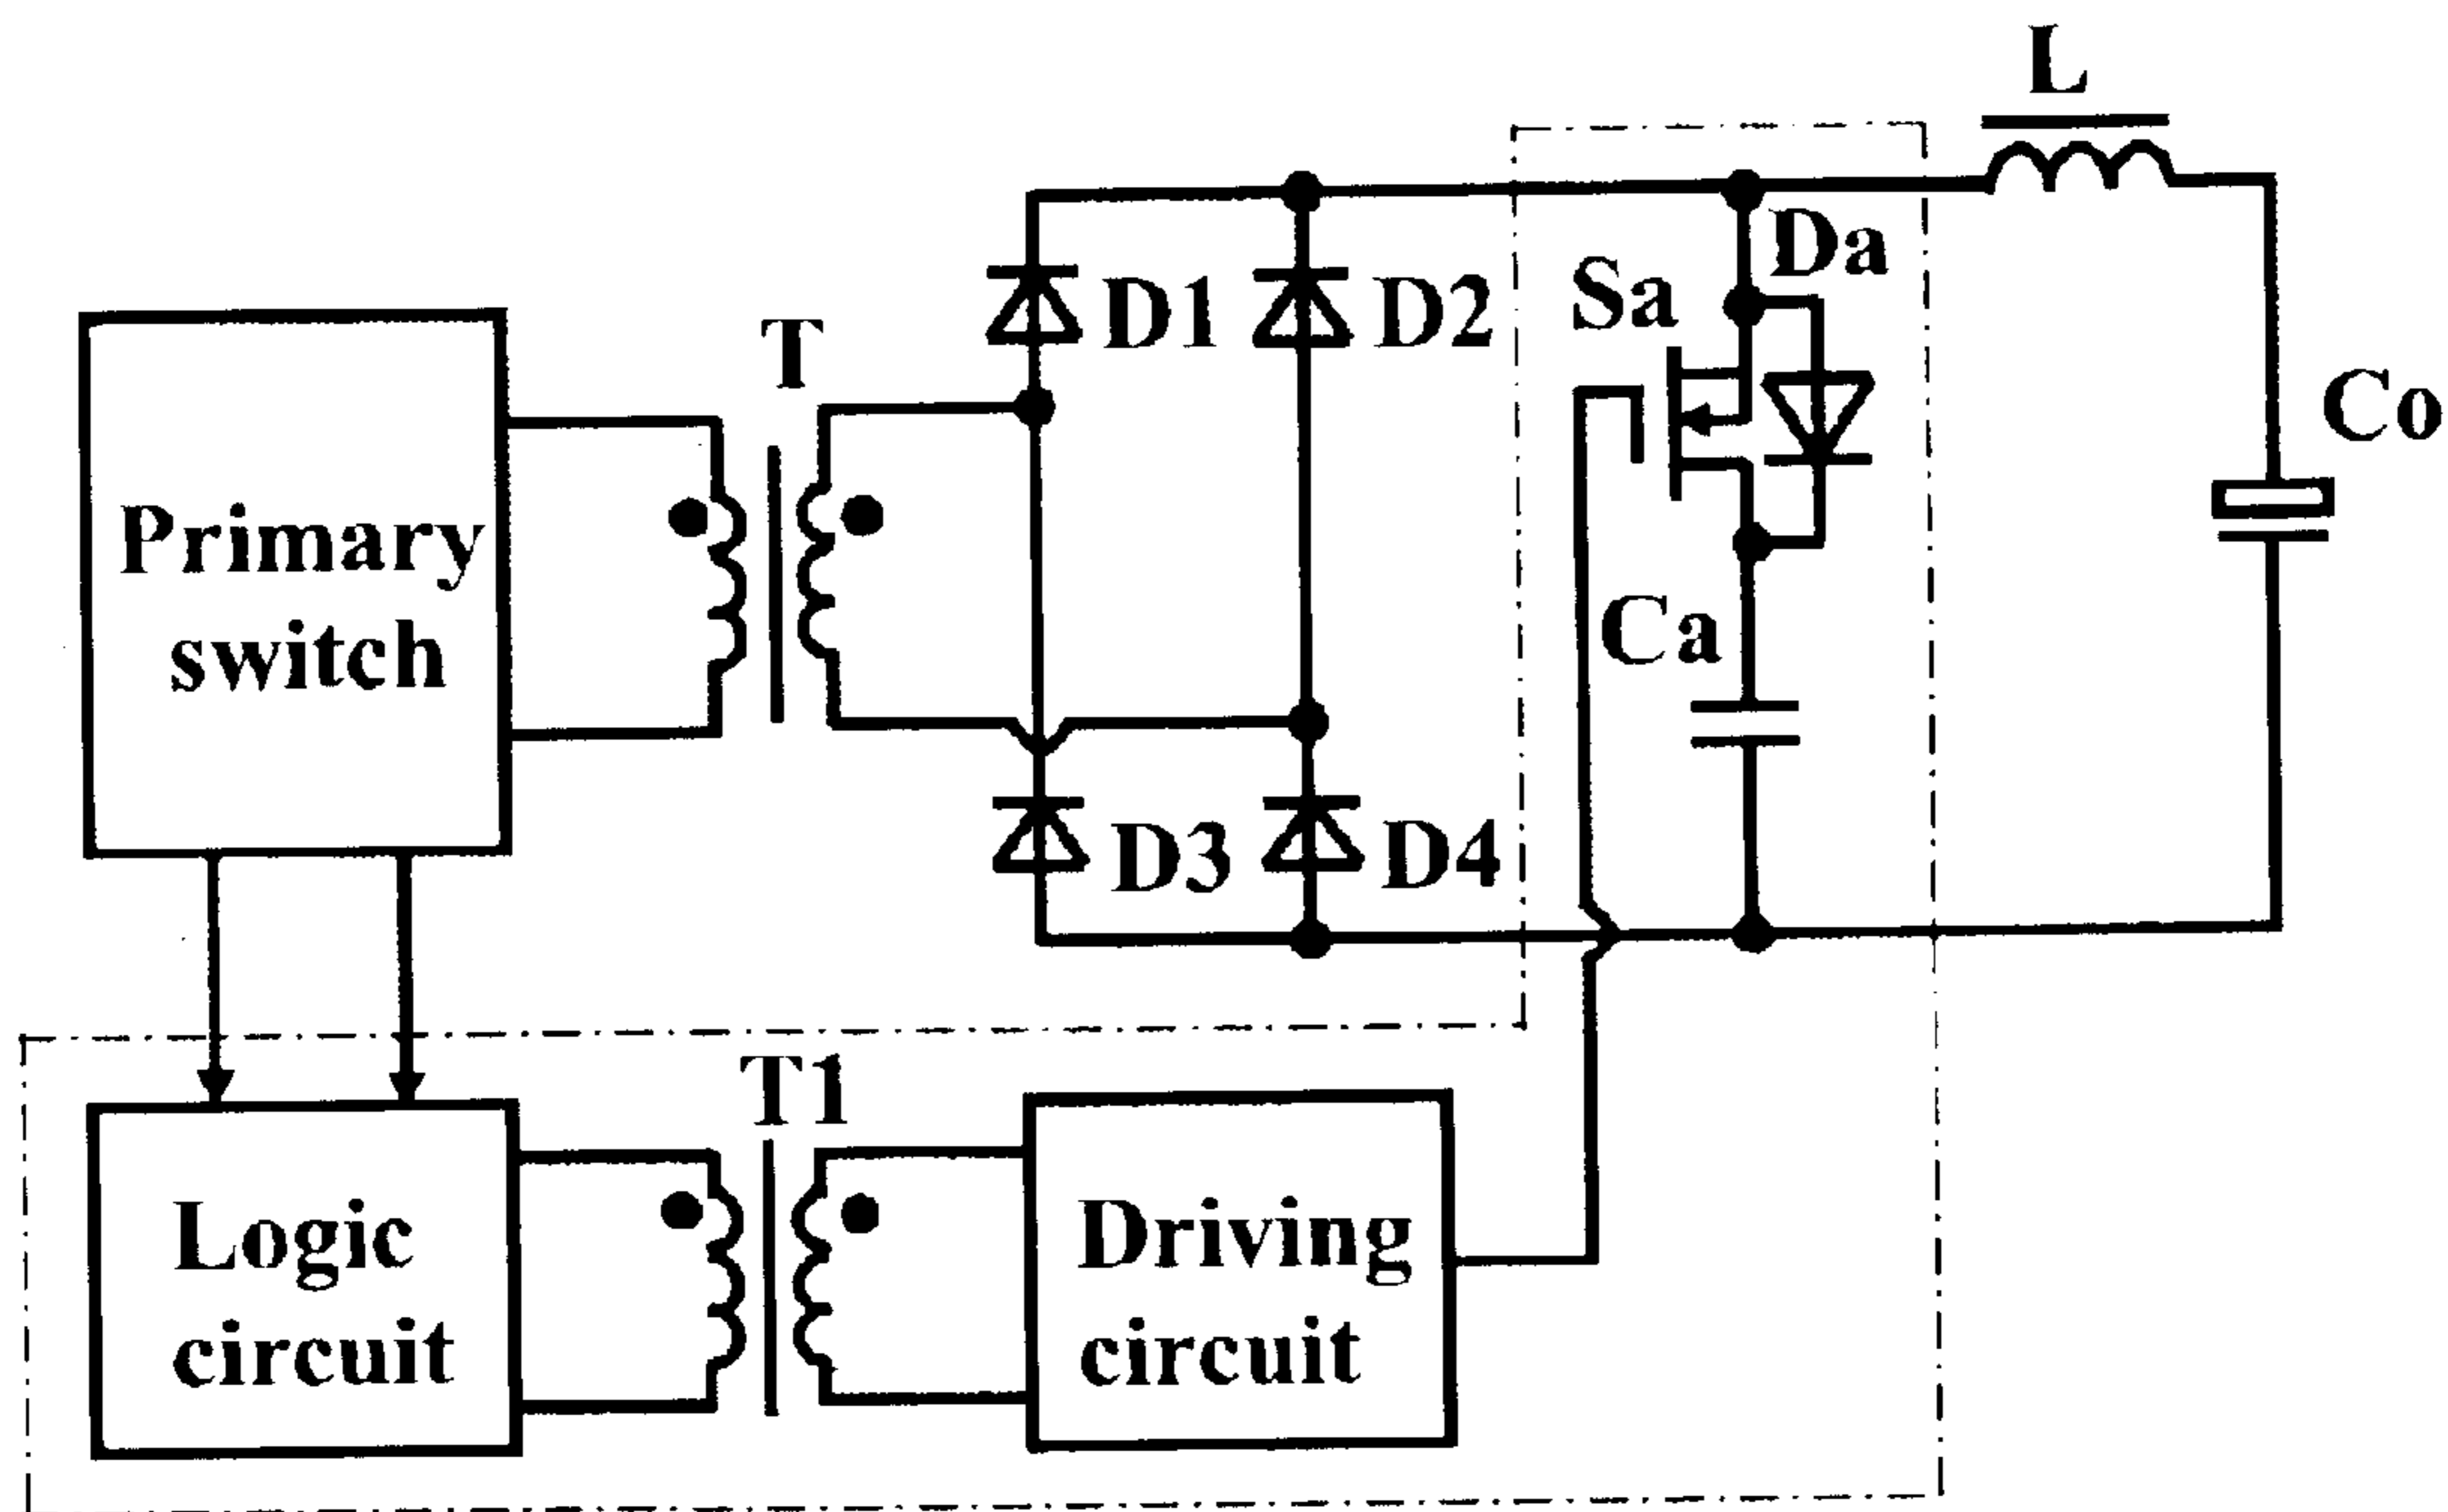 L
Da
Sa
D1
D2
T
Co
Primary
switch
Ca
D3
D4
T1
Logic
circuit
Driving
circuit